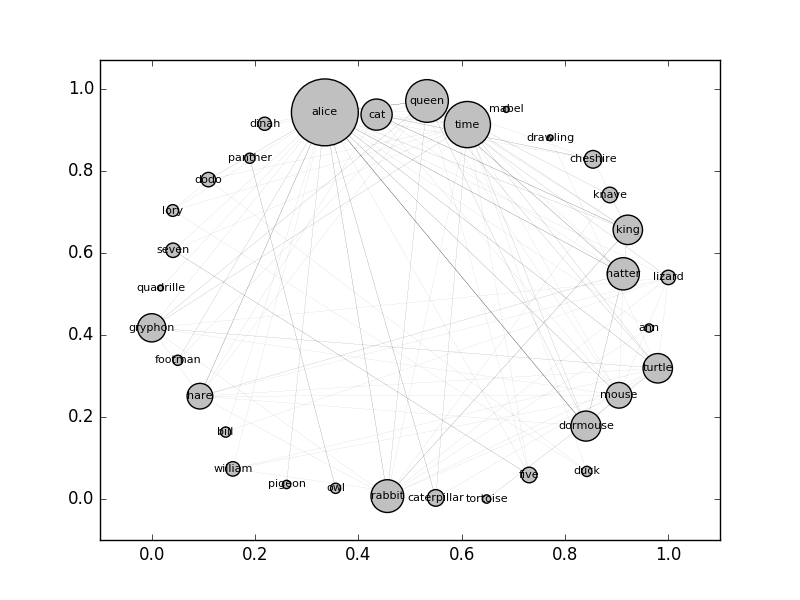 1.0
0.8
0.6
0.4
0.2
0.0
queen
mabel
alice
cat
time
dinah
drawling
panther
cheshire
dodo
knave
lory
king
seven
hatter
lizard
quadrille
gryphon
ann
footman
turtle
hare
mouse
dormouse
bill
william
five
duck
pigeon
owl
rabbit
caterpillar
tortoise
0.0 0.2 0.4 0.6 0.8 1.0